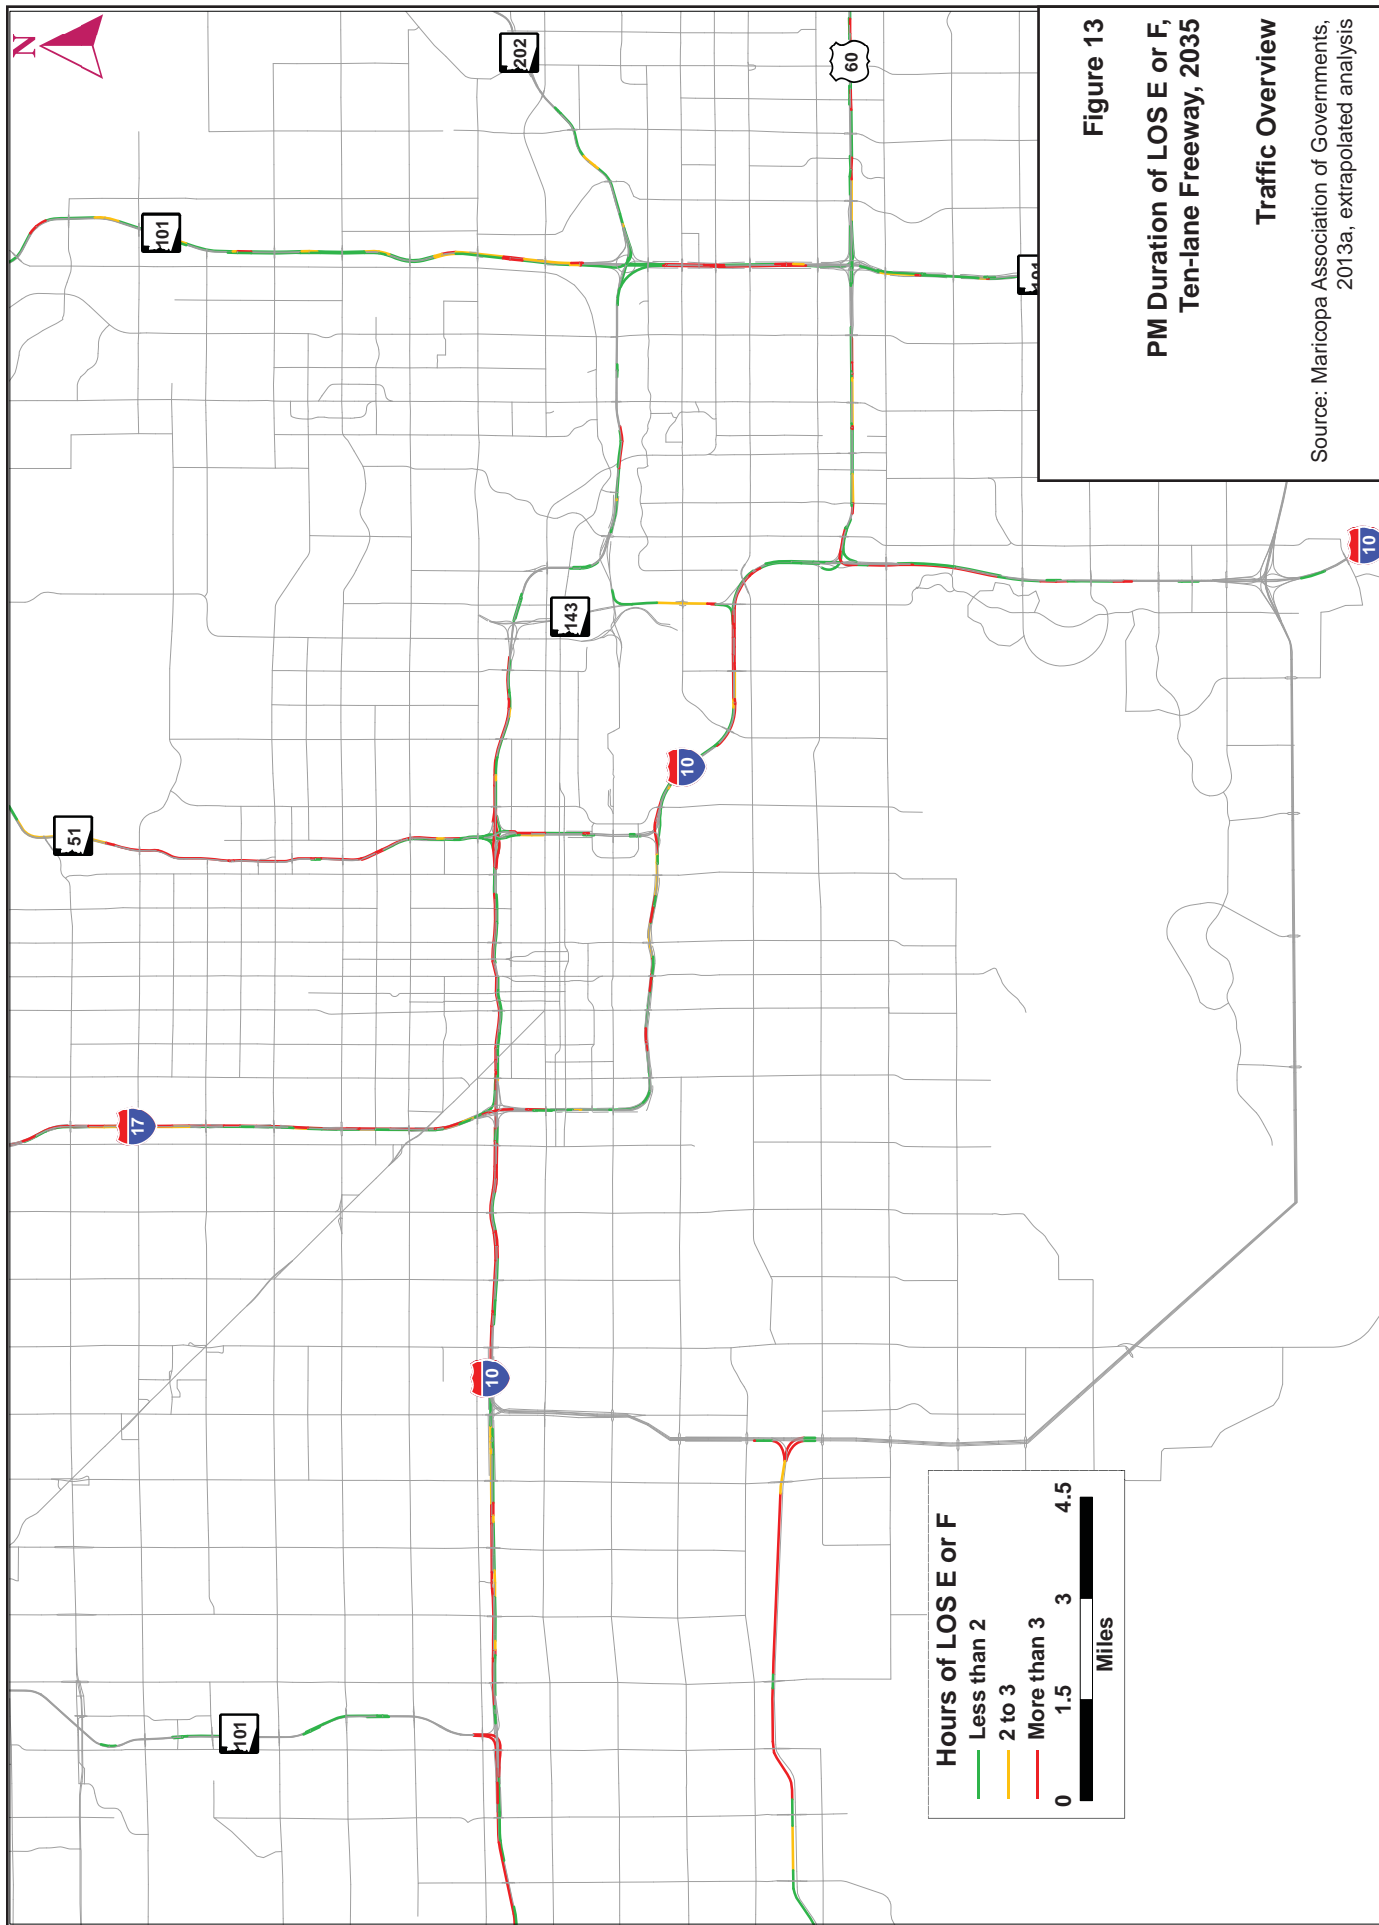 N
202
60
101
101
143
10
51
10
17
10
101
Hours of LOS E or F
Less than 2
2 to 3
More than 3
0 1.5 3 4.5
Miles
Figure 13
PM Duration of LOS E or F,
Ten-lane Freeway, 2035
Traffic Overview
Source: Maricopa Association of Governments,
2013a, extrapolated analysis